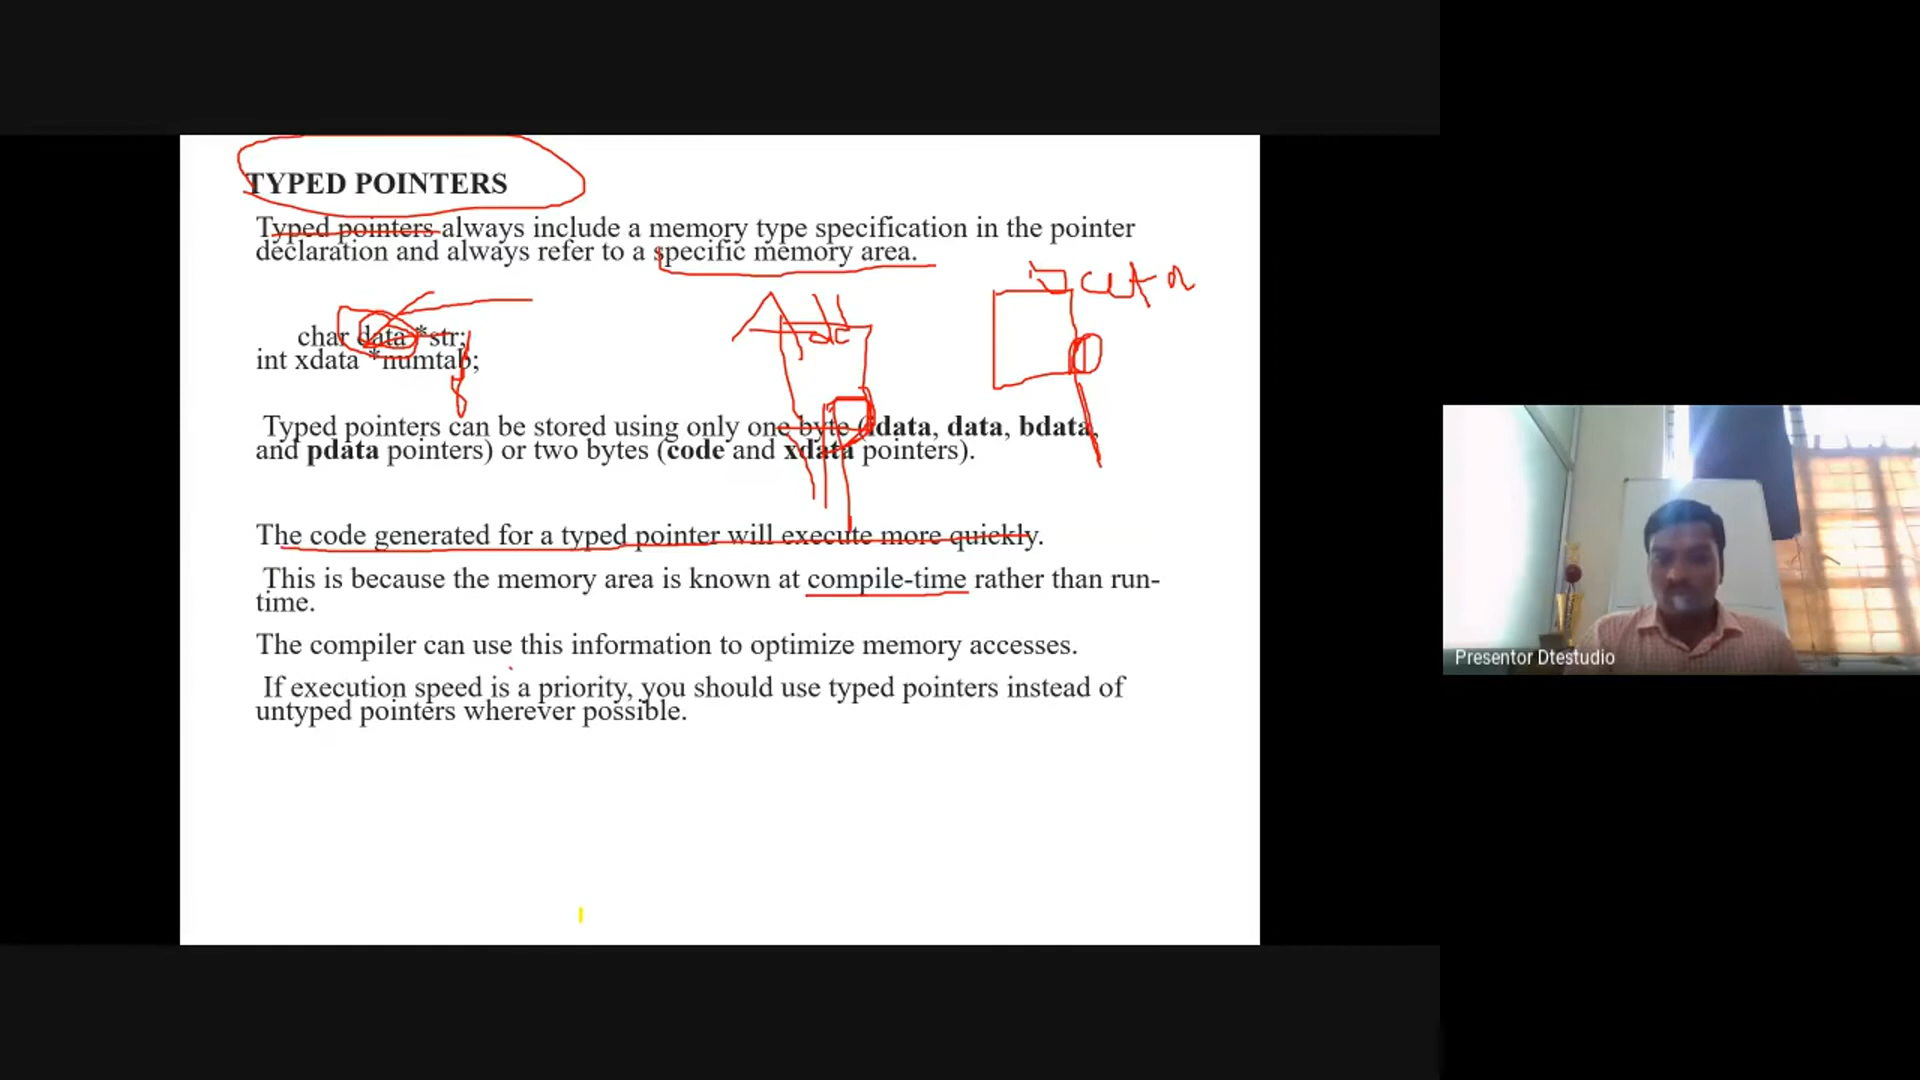 TYPED POINTERS
Typed pointers always include a memory type specification in the pointer
declaration and always refer to a specific memory area.
char data *str;
int xdata *numtab;
Typed pointers can be stored using only one byte (idata, data, bdata,
and pdata pointers) or two bytes (code and xdata pointers).
The code generated for a typed pointer will execute more quickly.
This is because the memory area is known at compile-time rather than run-
time.
The compiler can use this information to optimize memory accesses.
If execution speed is a priority, you should use typed pointers instead of
untyped pointers wherever possible.
Presentor Dtestudio